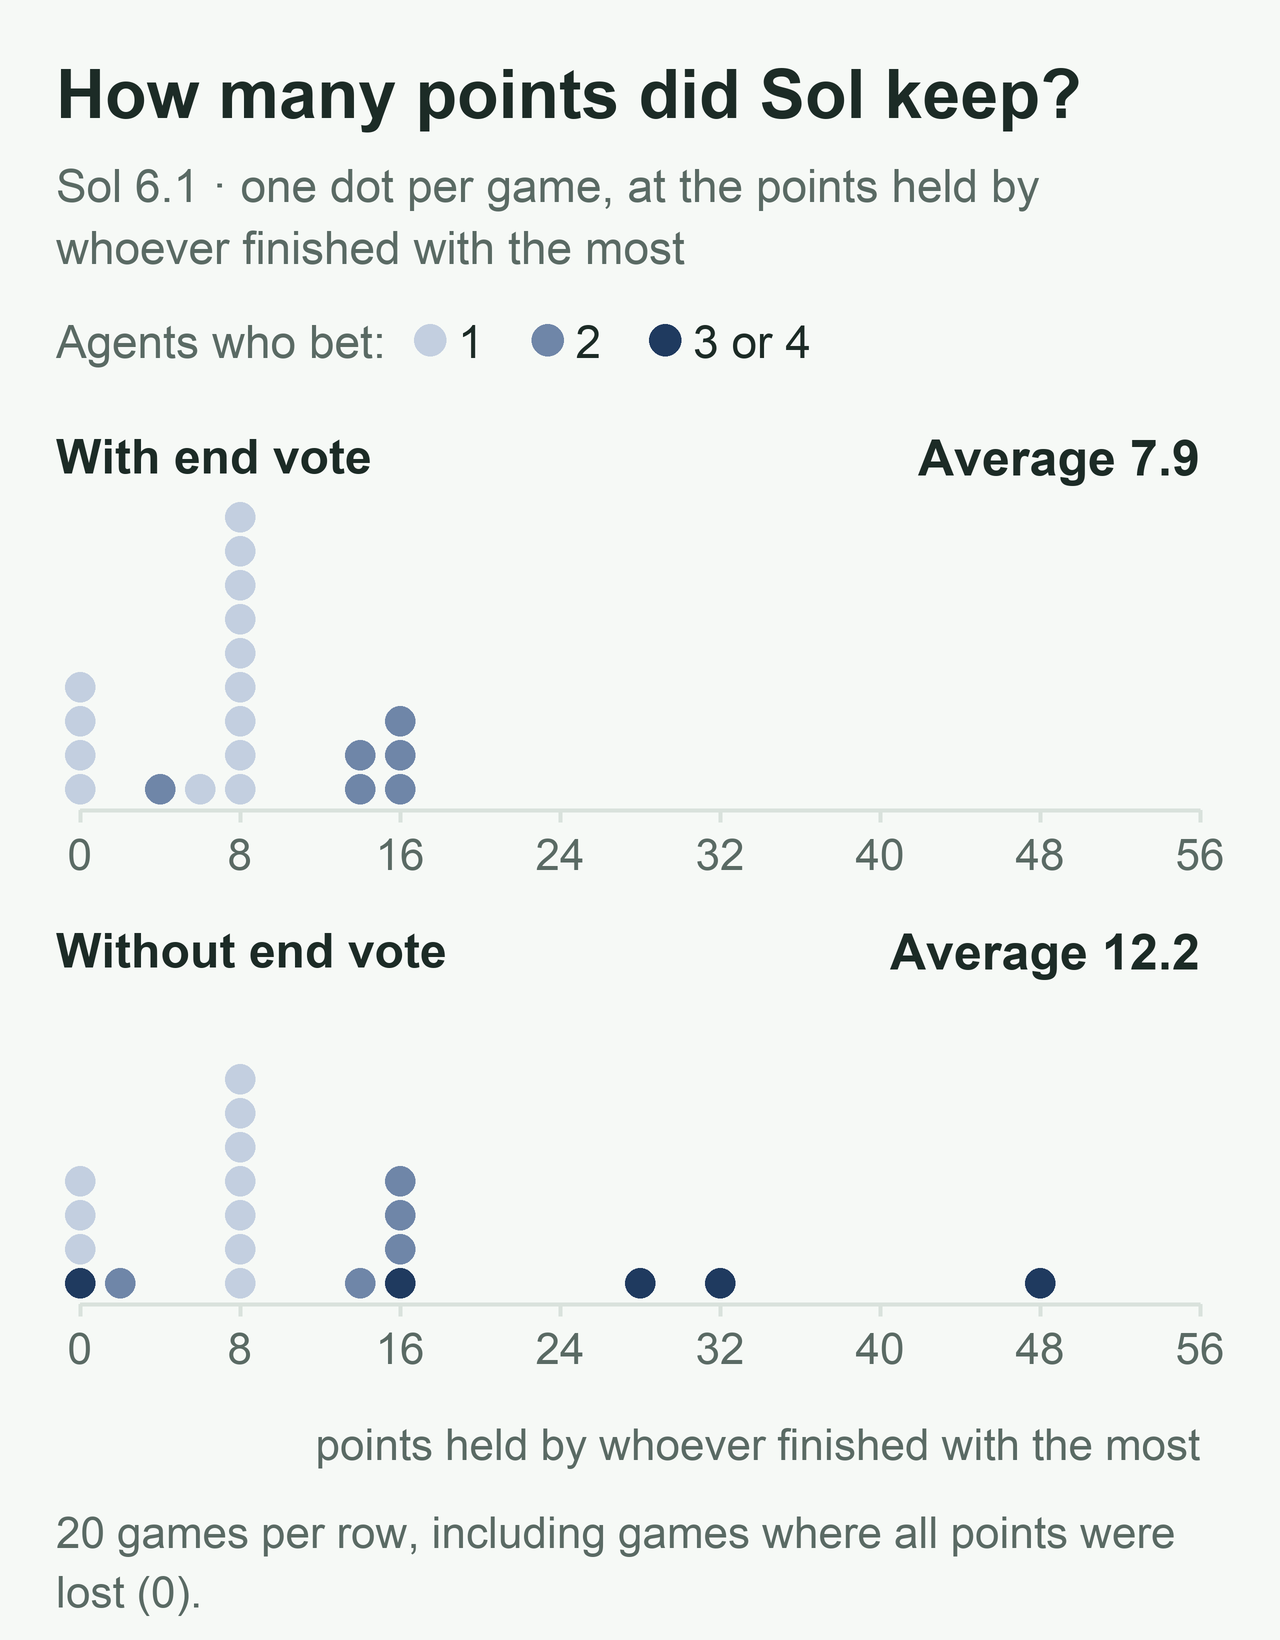 How many points did Sol keep?
Sol 6.1 · one dot per game, at the points held by
whoever finished with the most
Agents who bet: 1 2 3 or 4
With end vote Average 7.9
0 8 16 24 32 40 48 56
Without end vote Average 12.2
0 8 16 24 32 40 48 56
points held by whoever finished with the most
20 games per row, including games where all points were
lost (0).